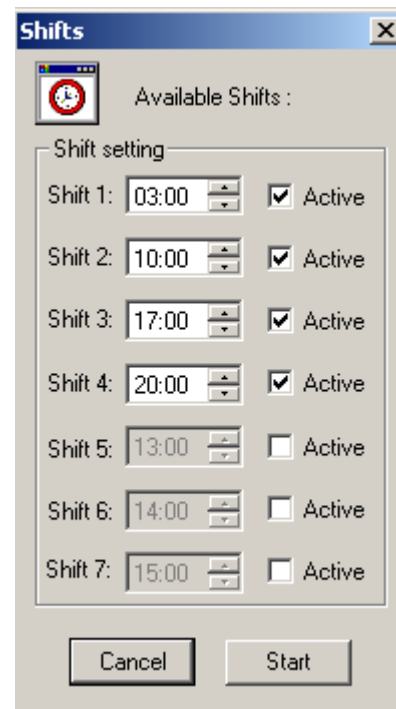 Shifts
Available Shifts :
Shift setting
Shift 1: 03:00 Active
Shift 2: 10:00 Active
Shift 3: 17:00 Active
Shift 4: 20:00 Active
Shift 5: 13:00 Active
Shift 6: 14:00 Active
Shift 7: 15:00 Active
Cancel Start